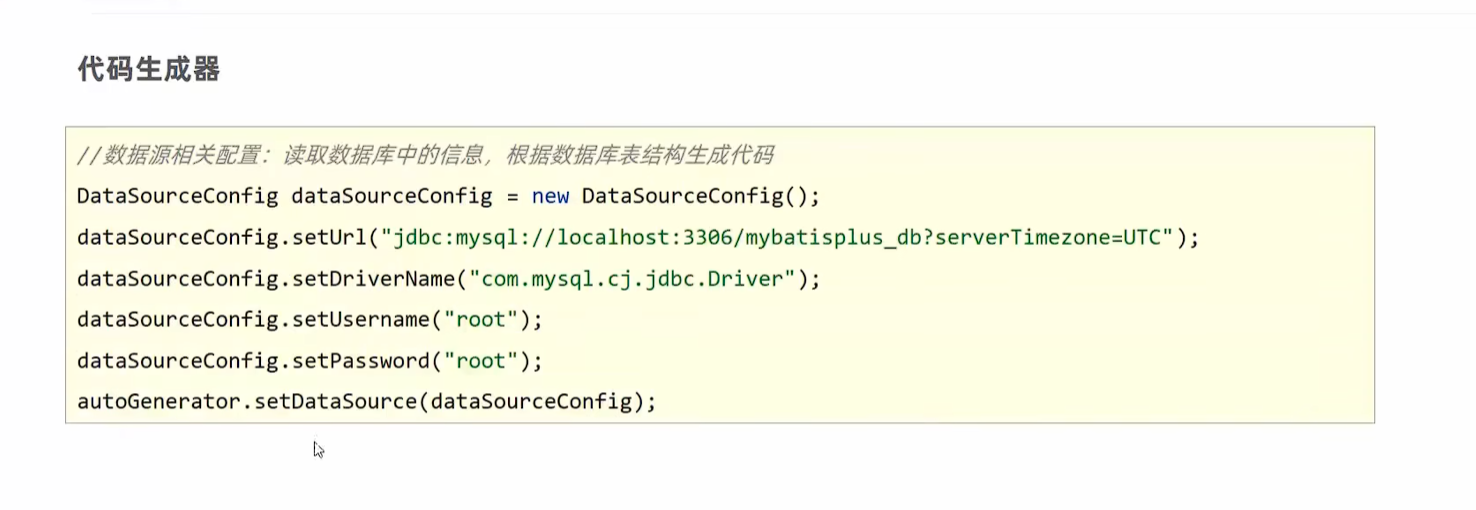 代码生成器
//数据源相关配置：读取数据库中的信息，根据数据库表结构生成代码
DataSourceConfig dataSourceConfig = new DataSourceConfig();
dataSourceConfig.setUrl("jdbc:mysql://localhost:3306/mybatisplus_db?serverTimezone=UTC");
dataSourceConfig.setDriverName("com.mysql.cj.jdbc.Driver");
dataSourceConfig.setUsername("root");
dataSourceConfig.setPassword("root");
autoGenerator.setDataSource(dataSourceConfig);